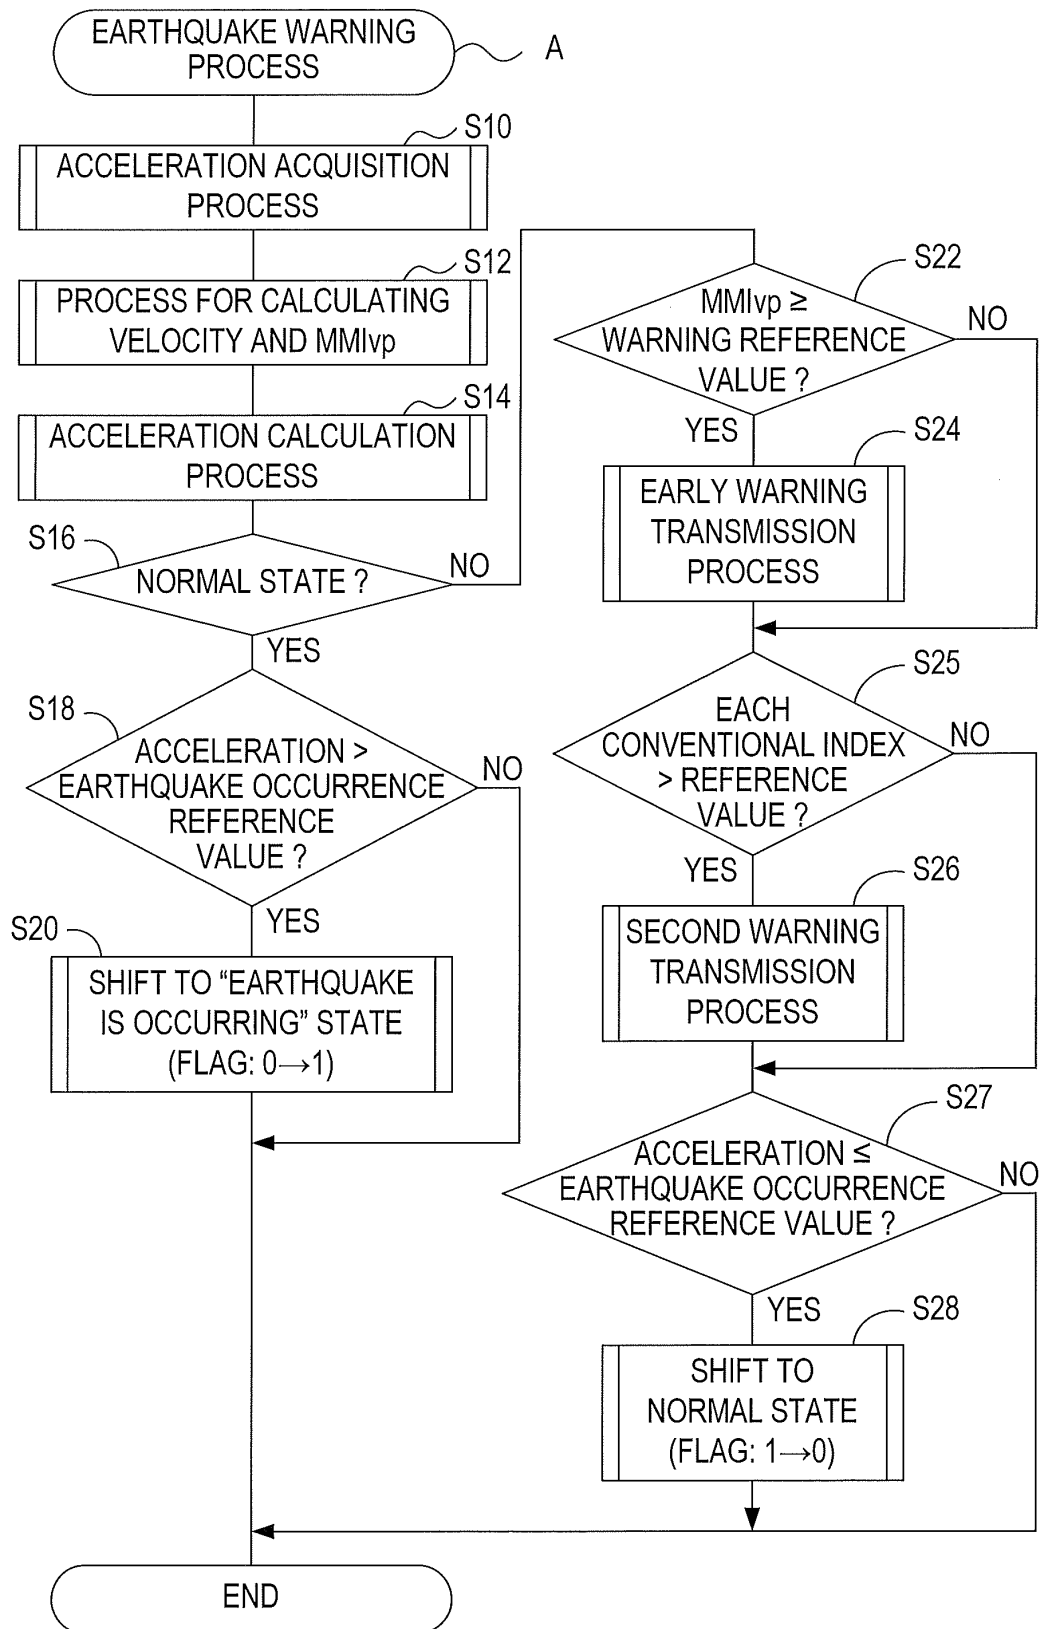 EARTHQUAKE WARNING
PROCESS
A
S10
ACCELERATION ACQUISITION
PROCESS
S12
PROCESS FOR CALCULATING
VELOCITY AND MMIvp
S14
ACCELERATION CALCULATION
PROCESS
S16
NORMAL STATE ?
NO
YES
S18
ACCELERATION >
EARTHQUAKE OCCURRENCE
REFERENCE
VALUE ?
NO
YES
S20
SHIFT TO “EARTHQUAKE
IS OCCURRING” STATE
(FLAG: 0→1)
S22
MMIvp ≥
WARNING REFERENCE
VALUE ?
NO
YES
S24
EARLY WARNING
TRANSMISSION
PROCESS
S25
EACH
CONVENTIONAL INDEX
> REFERENCE
VALUE ?
NO
YES
S26
SECOND WARNING
TRANSMISSION
PROCESS
S27
ACCELERATION ≤
EARTHQUAKE OCCURRENCE
REFERENCE VALUE ?
NO
YES
S28
SHIFT TO
NORMAL STATE
(FLAG: 1→0)
END